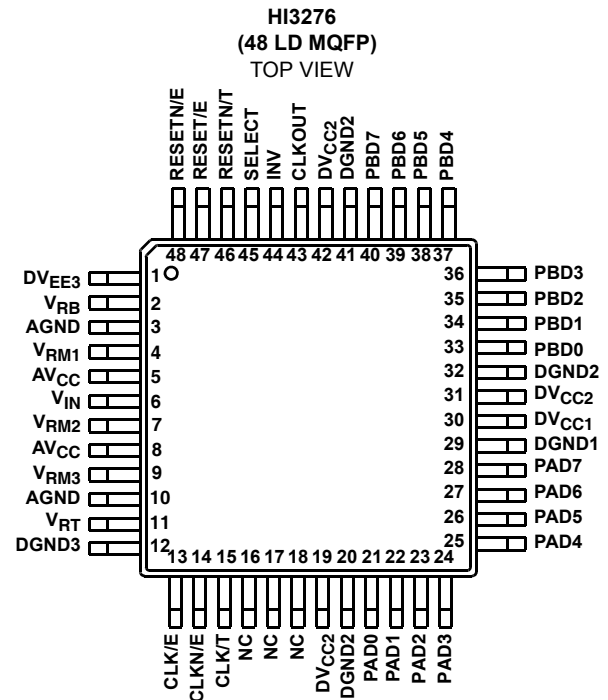 HI3276
(48 LD MQFP)
TOP VIEW
RESETN/E
RESET/E
RESETN/T
SELECT
INV
CLKOUT
DVCC2
DGND2
PBD7
PBD6
PBD5
PBD4
48 47 46 45 44 43 42 41 40 39 38 37
DVEE3 1
VRB 2
AGND 3
VRM1 4
AVCC 5
VIN 6
VRM2 7
AVCC 8
VRM3 9
AGND 10
VRT 11
DGND3 12
36 PBD3
35 PBD2
34 PBD1
33 PBD0
32 DGND2
31 DVCC2
30 DVCC1
29 DGND1
28 PAD7
27 PAD6
26 PAD5
25 PAD4
13 14 15 16 17 18 19 20 21 22 23 24
CLK/E
CLKN/E
CLK/T
NC
NC
NC
DVCC2
DGND2
PAD0
PAD1
PAD2
PAD3